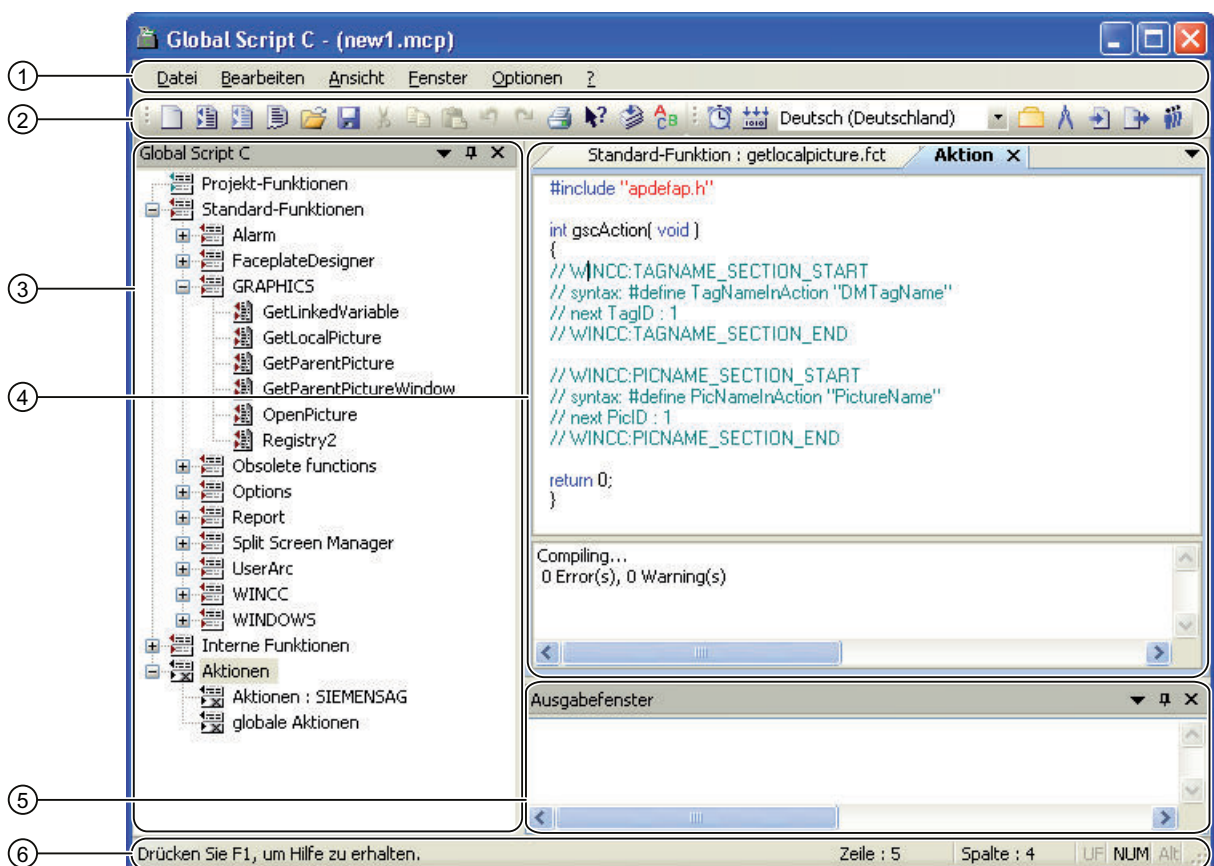 Global Script C - (new1.mcp)
1
Datei Bearbeiten Ansicht Fenster Optionen ?
2
Deutsch (Deutschland)
Global Script C
Projekt-Funktionen
Standard-Funktionen
Alarm
FaceplateDesigner
3
GRAPHICS
GetLinkedVariable
GetLocalPicture
GetParentPicture
GetParentPictureWindow
OpenPicture
Registry2
Obsolete functions
Options
Report
Split Screen Manager
UserArc
WINCC
WINDOWS
Interne Funktionen
Aktionen
Aktionen : SIEMENSAG
globale Aktionen
Standard-Funktion : getlocalpicture.fct Aktion
#include "apdefap.h"
int gscAction( void )
{
// WINCC:TAGNAME_SECTION_START
// syntax: #define TagNameInAction "DMTagName"
// next TagID : 1
// WINCC:TAGNAME_SECTION_END
4
// WINCC:PICNAME_SECTION_START
// syntax: #define PicNameInAction "PictureName"
// next PicID : 1
// WINCC:PICNAME_SECTION_END
return 0;
}
Compiling...
0 Error(s), 0 Warning(s)
Ausgabefenster
5
6
Drücken Sie F1, um Hilfe zu erhalten. Zeile : 5 Spalte : 4 UF NUM Alt